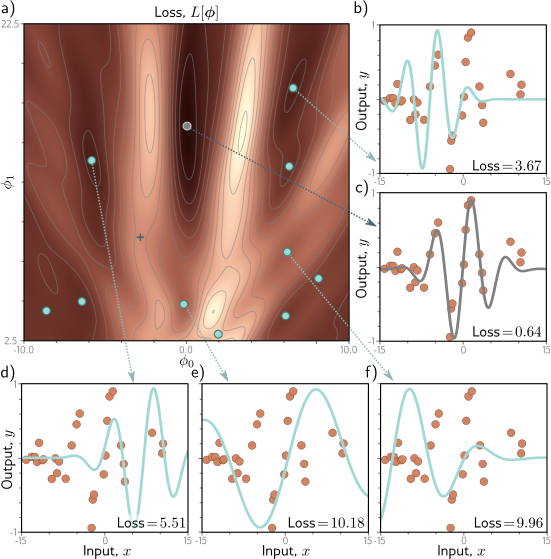 a)
Loss, L[ϕ]
22.5
ϕ1
2.5
-10.0
0.0
10.0
ϕ0
b)
1
Output, y
-1
-15
0
15
Loss = 3.67
c)
1
Output, y
-1
-15
0
15
Loss = 0.64
d)
1
Output, y
-1
Loss = 5.51
-15
0
15
Input, x
e)
Loss = 10.18
-15
0
15
Input, x
f)
Loss = 9.96
-15
0
15
Input, x